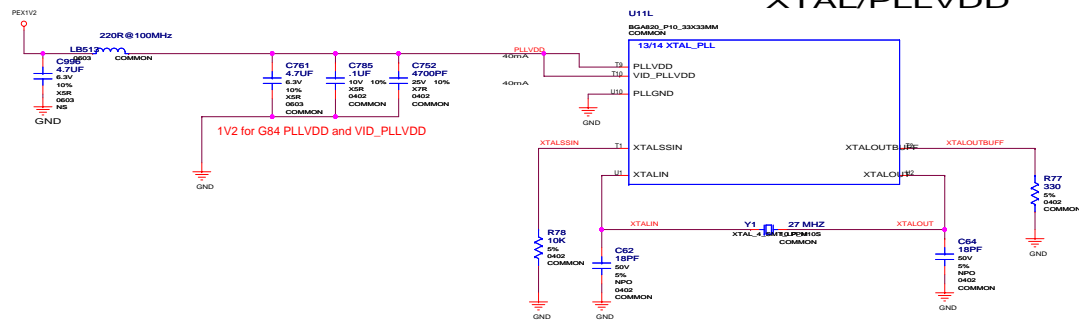 XTAL/PLLVDD
PEX1V2
220R@100MHz
LB513
0603
COMMON
C996
4.7UF
6.3V
10%
X5R
0603
NS
GND
C761
4.7UF
6.3V
10%
X5R
0603
COMMON
C785
.1UF
10V 10%
X5R
0402
COMMON
C752
4700PF
25V 10%
X7R
0402
COMMON
1V2 for G84 PLLVDD and VID_PLLVDD
GND
PLLVDD
40mA
40mA
U11L
BGA820_P10_33X33MM
COMMON
13/14 XTAL_PLL
T9 PLLVDD
T10 VID_PLLVDD
U10 PLLGND
GND
XTALSSIN
T1 XTALSSIN
XTALOUTBUFF
XTALOUTBUFF
U1 XTALIN
XTALOUT
R77
330
5%
0402
COMMON
GND
XTALIN
Y1 27 MHZ
COMMON
XTALOUT
R78
10K
5%
0402
COMMON
GND
C62
18PF
50V
5%
NPO
0402
COMMON
GND
C64
18PF
50V
5%
NPO
0402
COMMON
GND